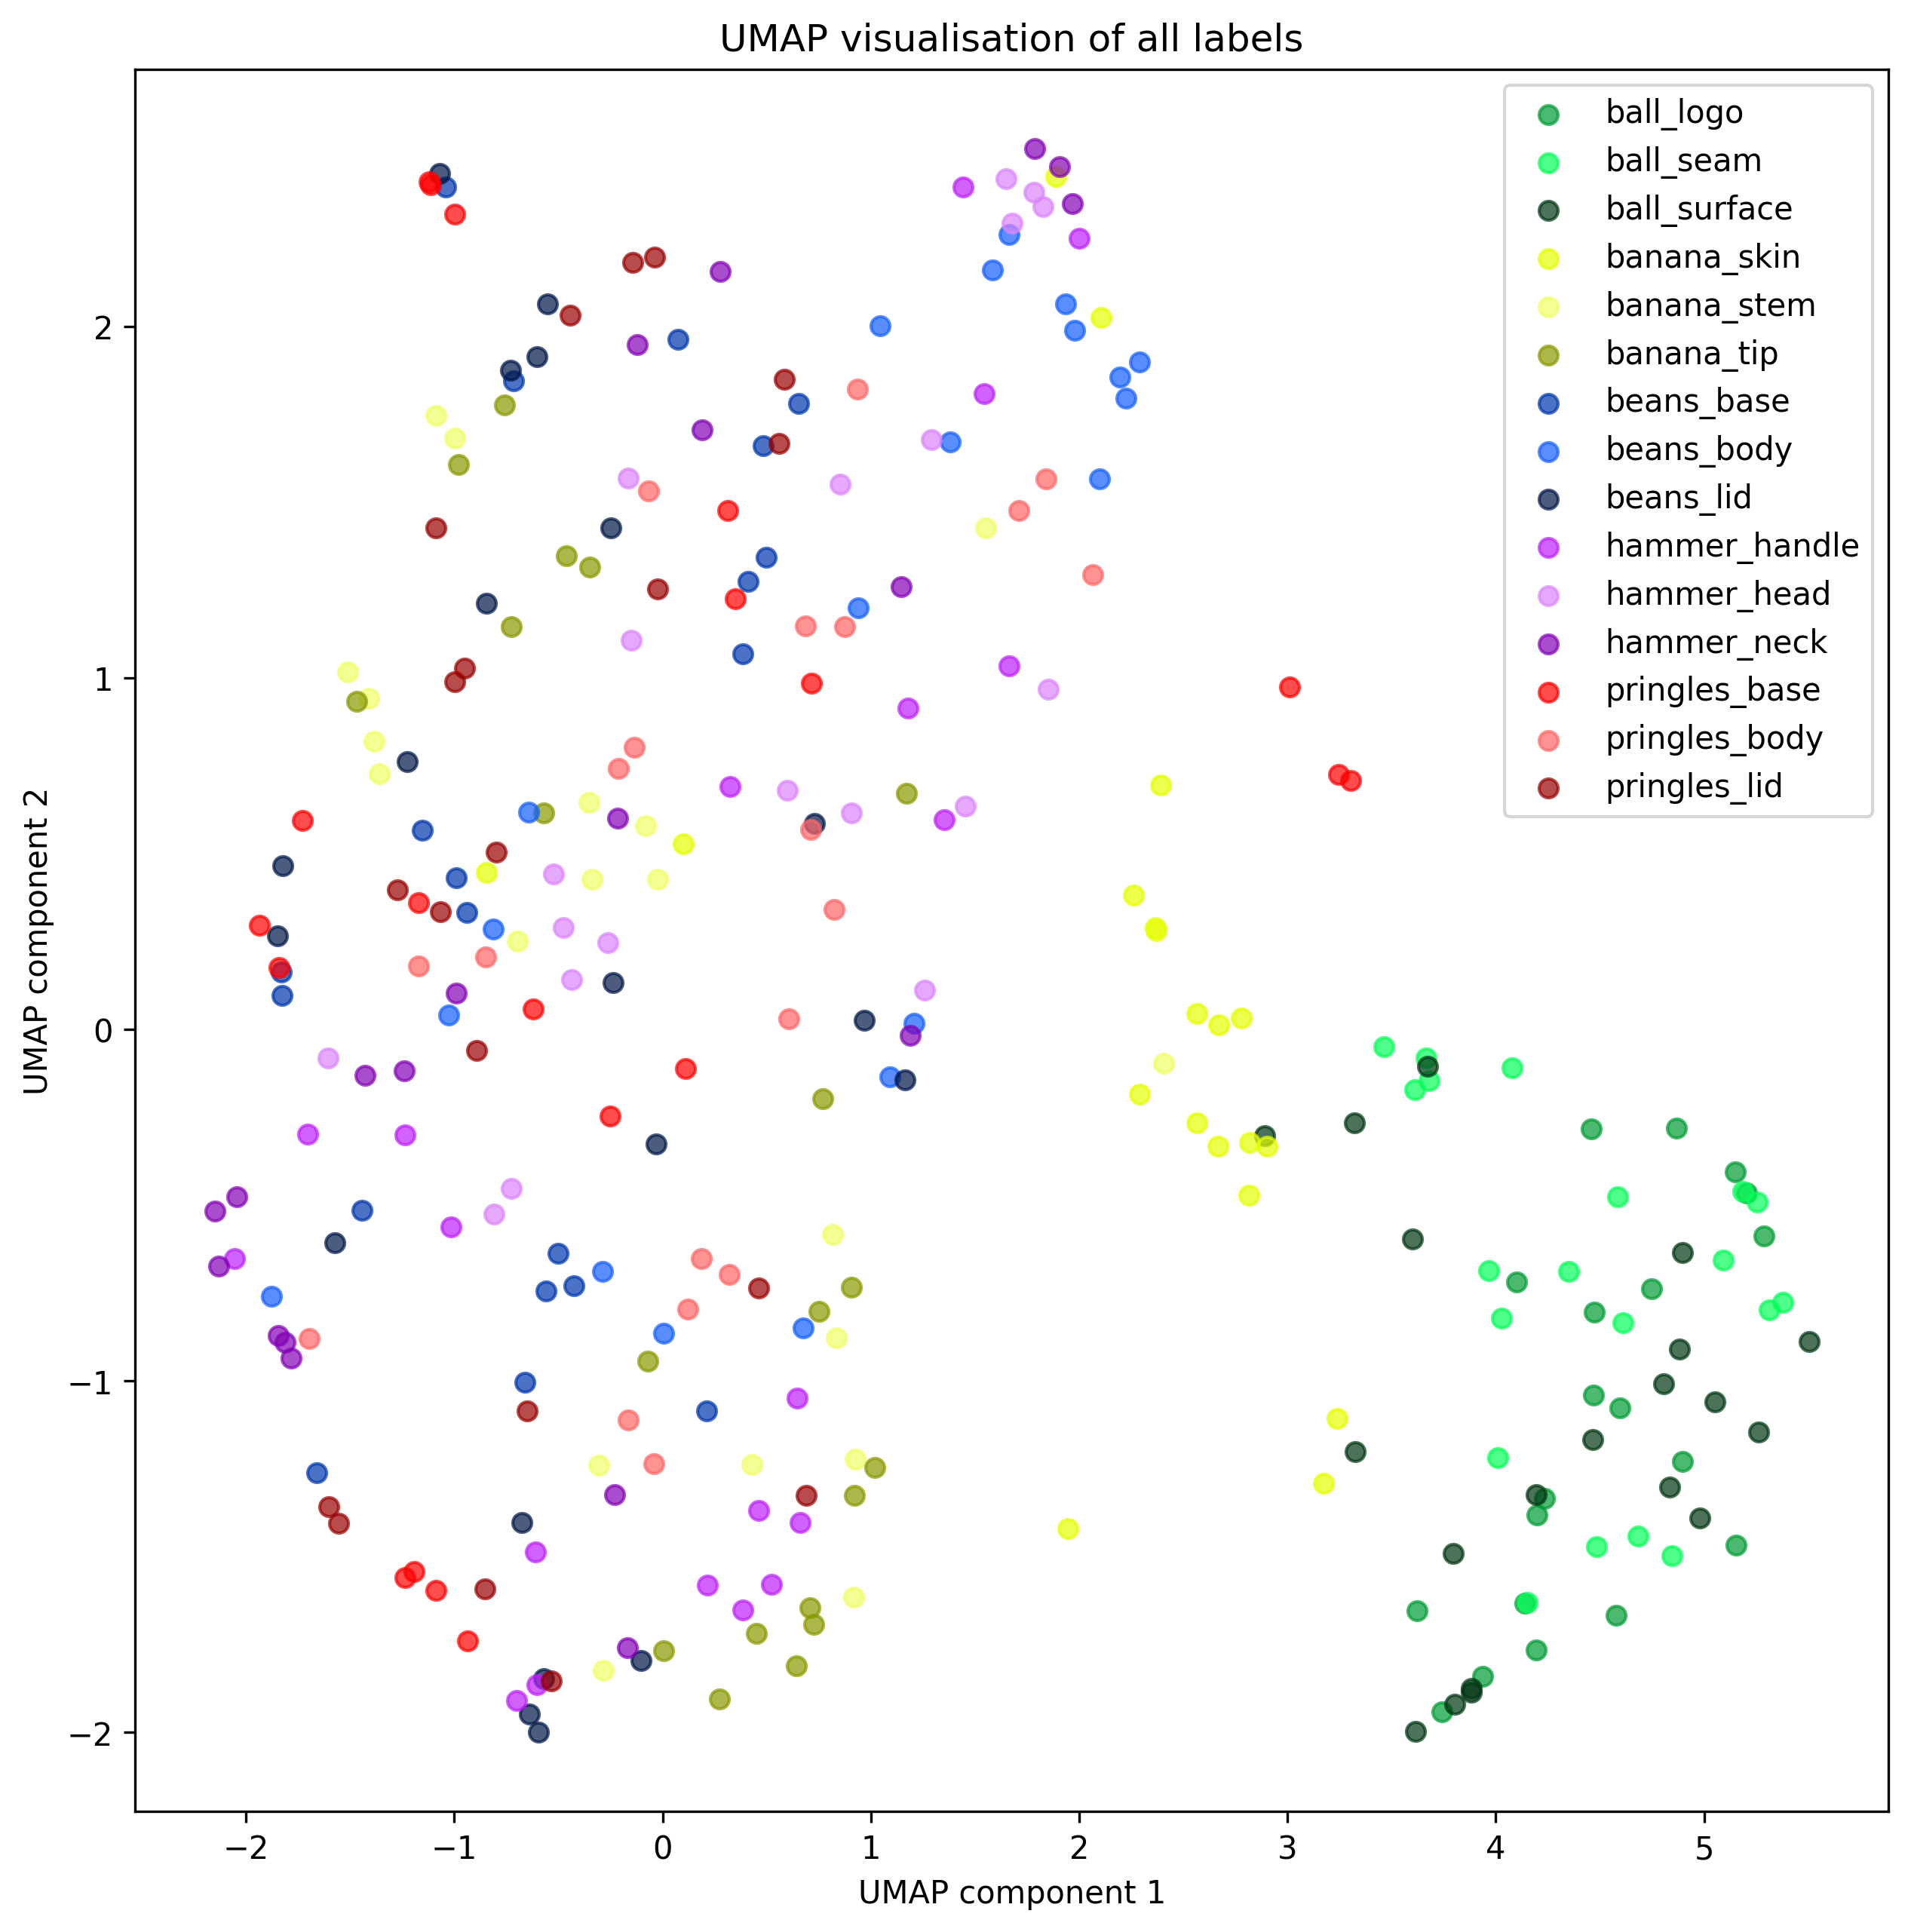 UMAP visualisation of all labels
ball_logo
ball_seam
ball_surface
banana_skin
banana_stem
banana_tip
beans_base
beans_body
beans_lid
hammer_handle
hammer_head
hammer_neck
pringles_base
pringles_body
pringles_lid
UMAP component 2
2
1
0
−1
−2
−2 −1 0 1 2 3 4 5
UMAP component 1